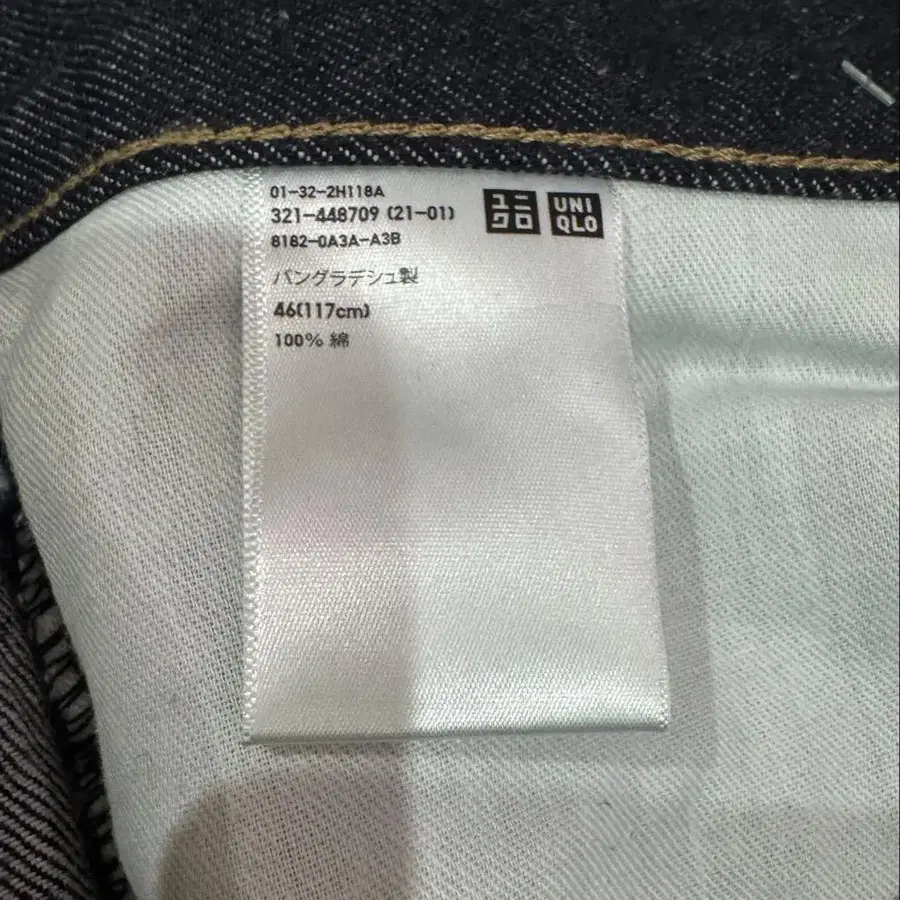 01-32-2H118A
321-448709 (21-01)
8182-0A3A-A3B
バングラデシュ製
46(117cm)
100% 綿
ユニ
クロ
UNI
QLO